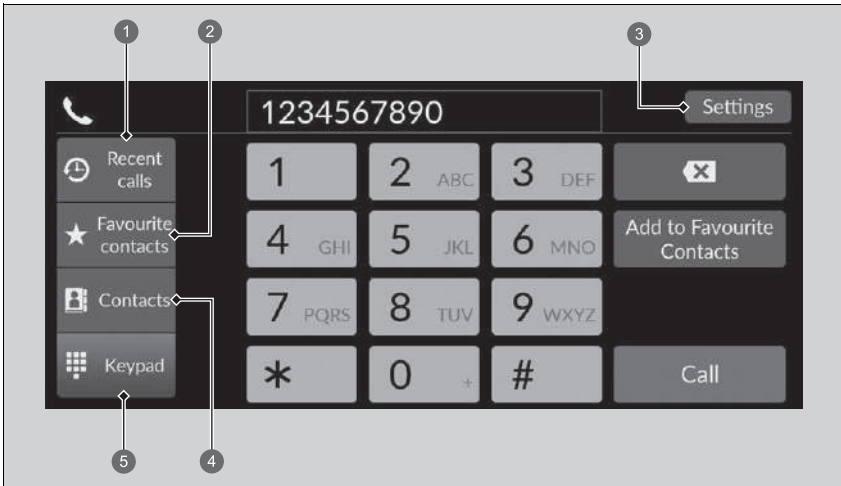 1 2
3
1234567890 Settings
Recent
calls
1 2 ABC 3 DEF
Favourite
contacts
4 GHI 5 JKL 6 MNO
Add to Favourite
Contacts
Contacts
7 PQRS 8 TUV 9 WXYZ
Keypad
* 0 + # Call
5 4